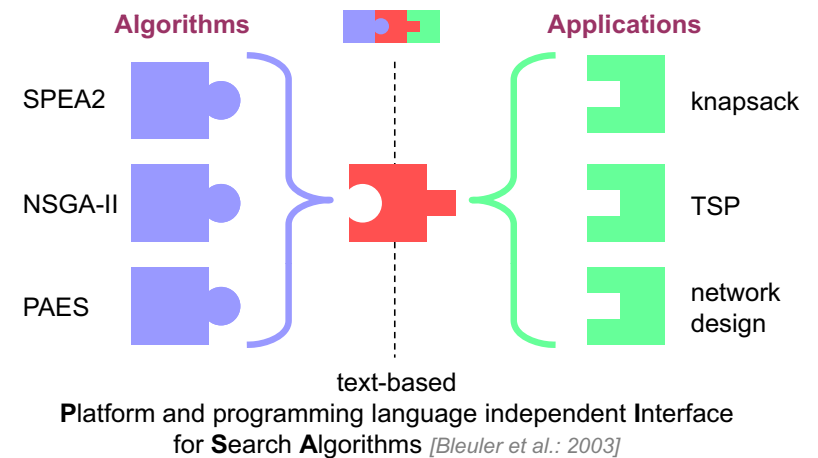 Algorithms
Applications
SPEA2
knapsack
NSGA-II
TSP
PAES
network
design
text-based
Platform and programming language independent Interface
for Search Algorithms [Bleuler et al.: 2003]